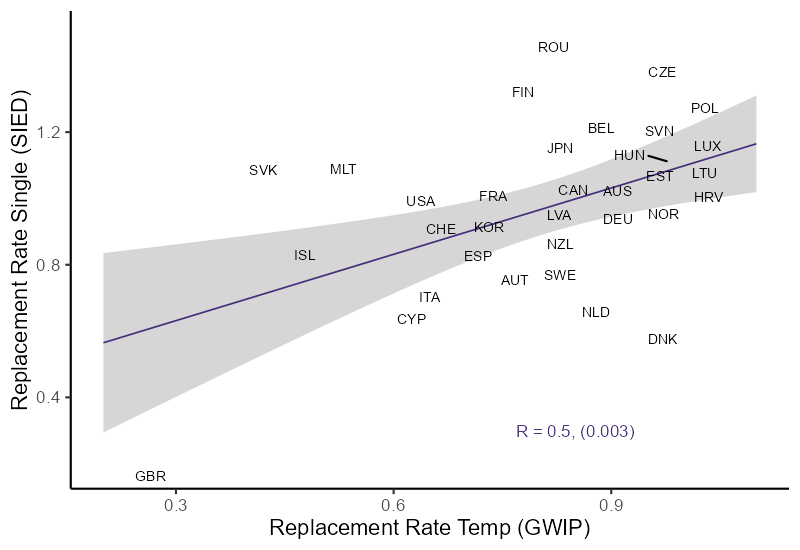 ROU
CZE
FIN
POL
BEL
SVN
1.2
JPN
LUX
HUN
SVK
MLT
EST
LTU
CAN
AUS
USA
FRA
HRV
LVA
NOR
DEU
CHE
KOR
NZL
ISL
ESP
0.8
SWE
AUT
ITA
NLD
CYP
DNK
0.4
R = 0.5, (0.003)
GBR
0.3
0.6
0.9
Replacement Rate Temp (GWIP)
Replacement Rate Single (SIED)